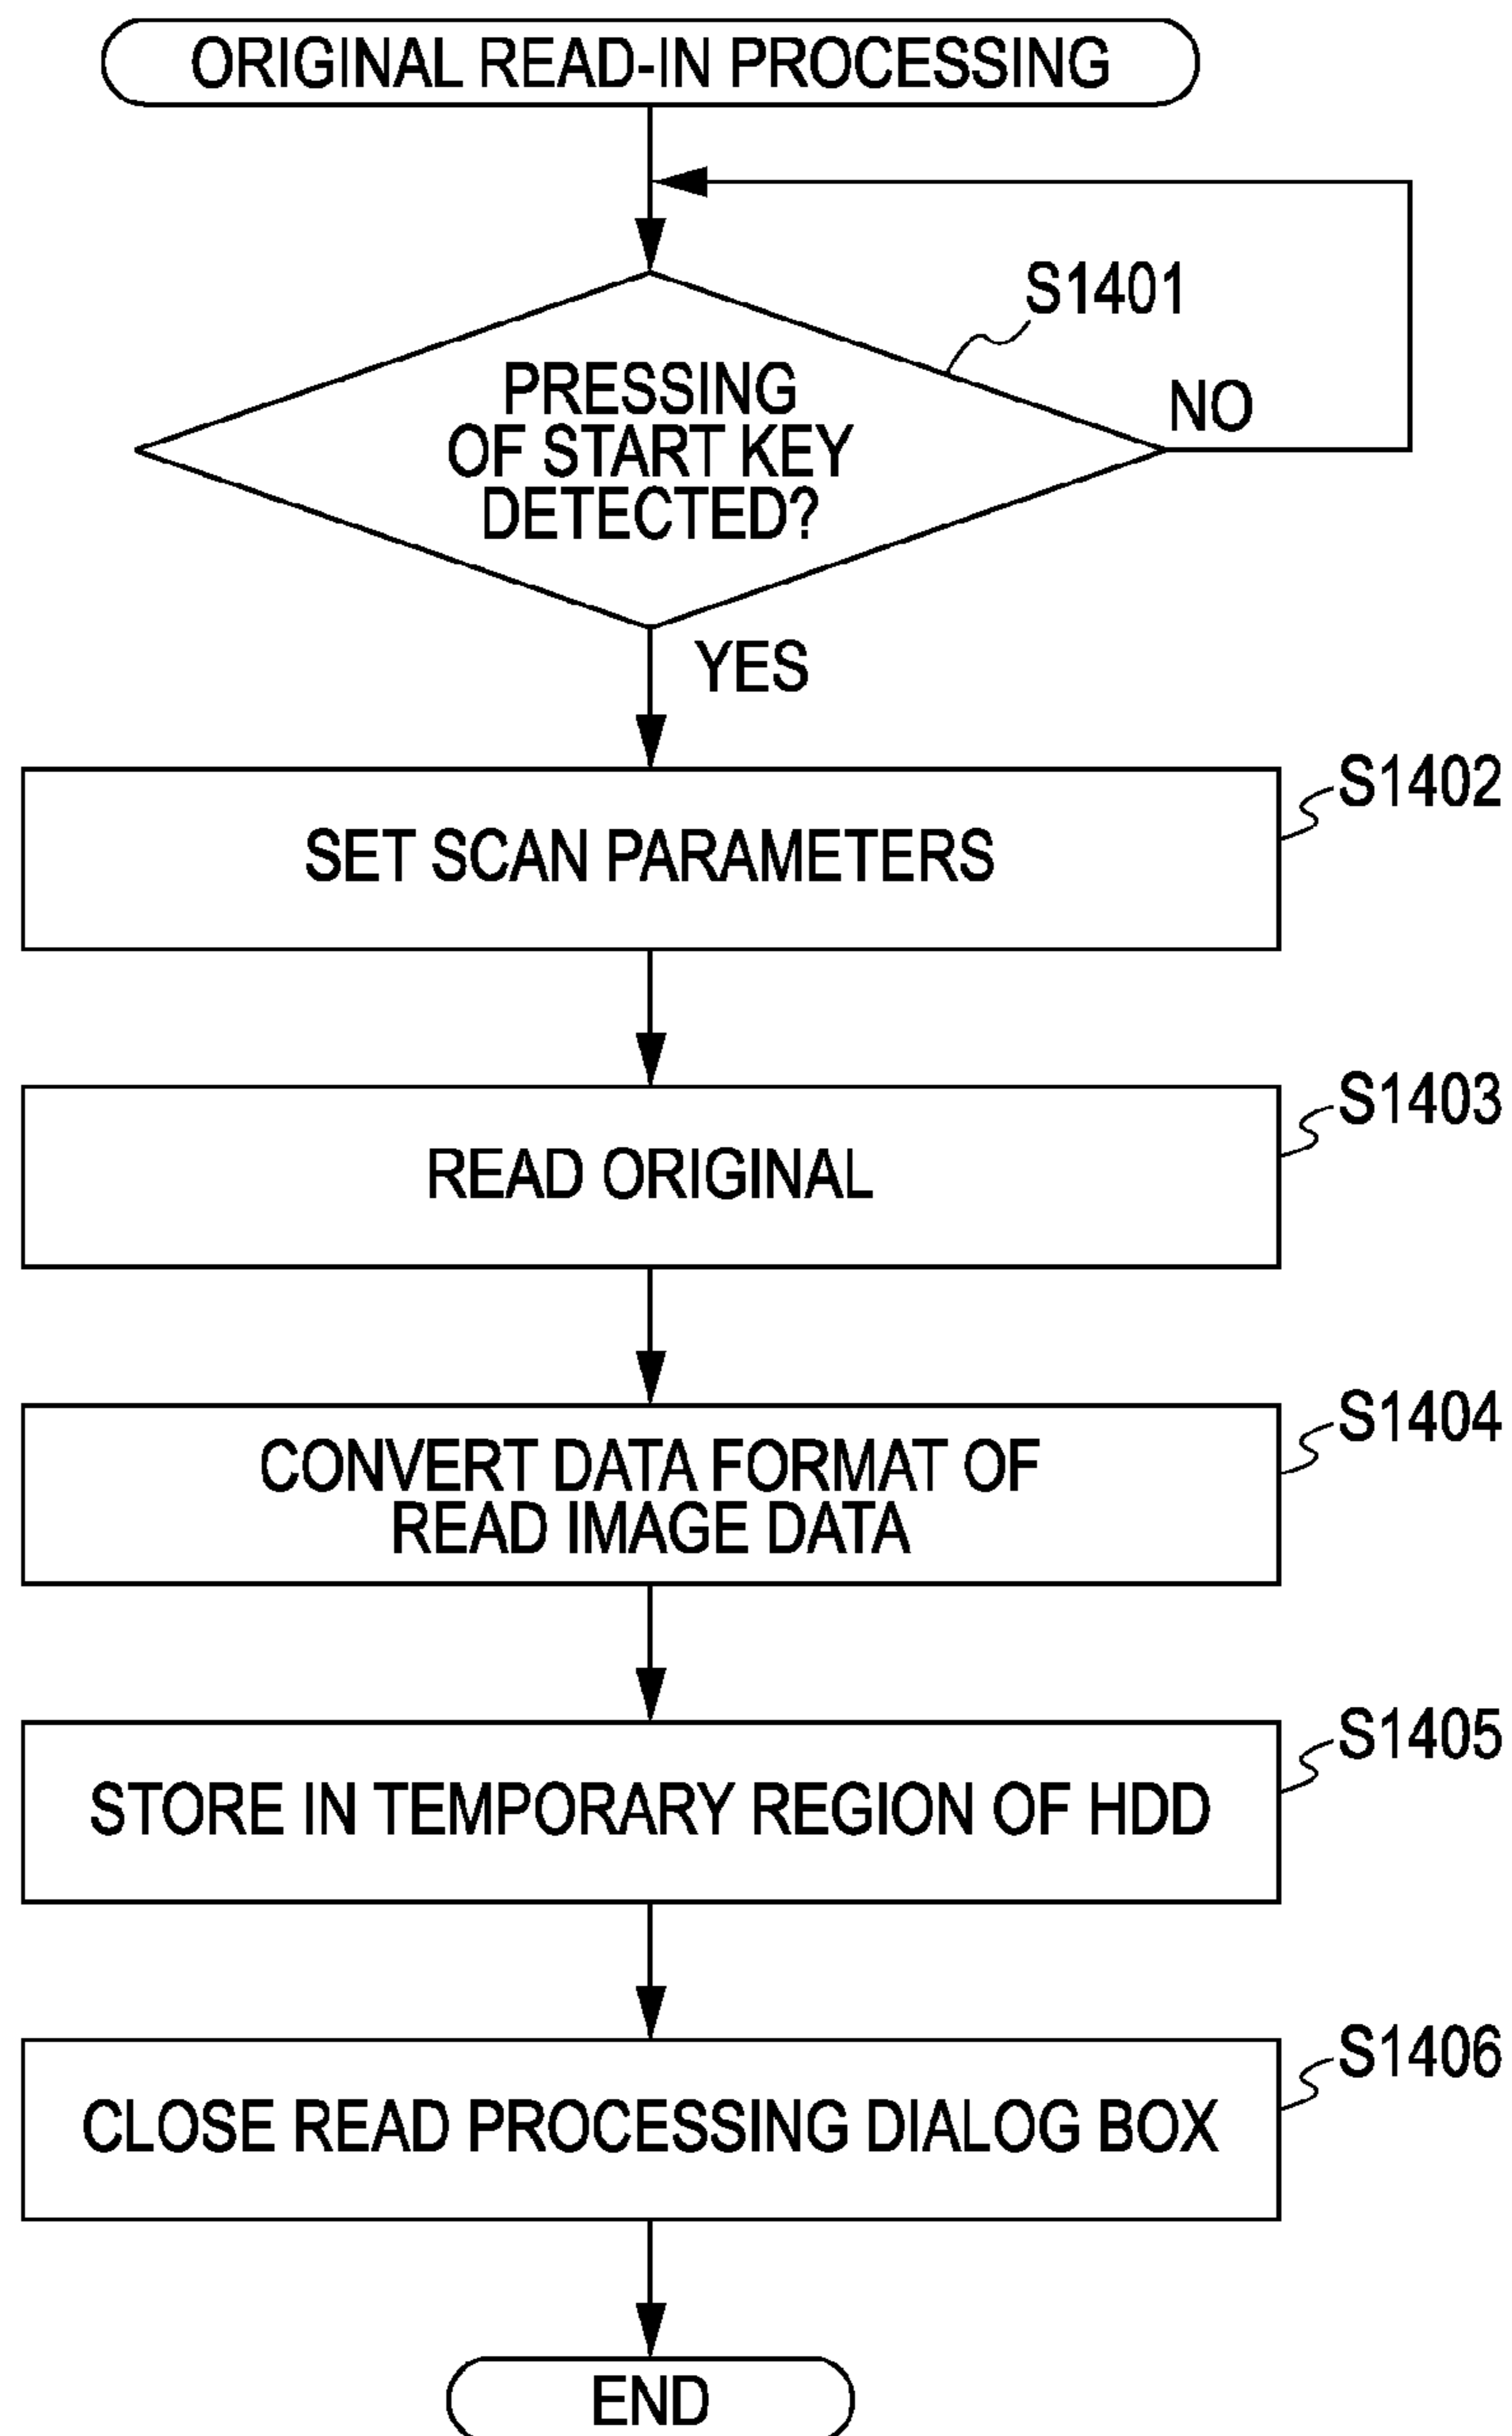 ORIGINAL READ-IN PROCESSING
S1401
PRESSING
OF START KEY
DETECTED?
NO
YES
S1402
SET SCAN PARAMETERS
S1403
READ ORIGINAL
S1404
CONVERT DATA FORMAT OF
READ IMAGE DATA
S1405
STORE IN TEMPORARY REGION OF HDD
S1406
CLOSE READ PROCESSING DIALOG BOX
END